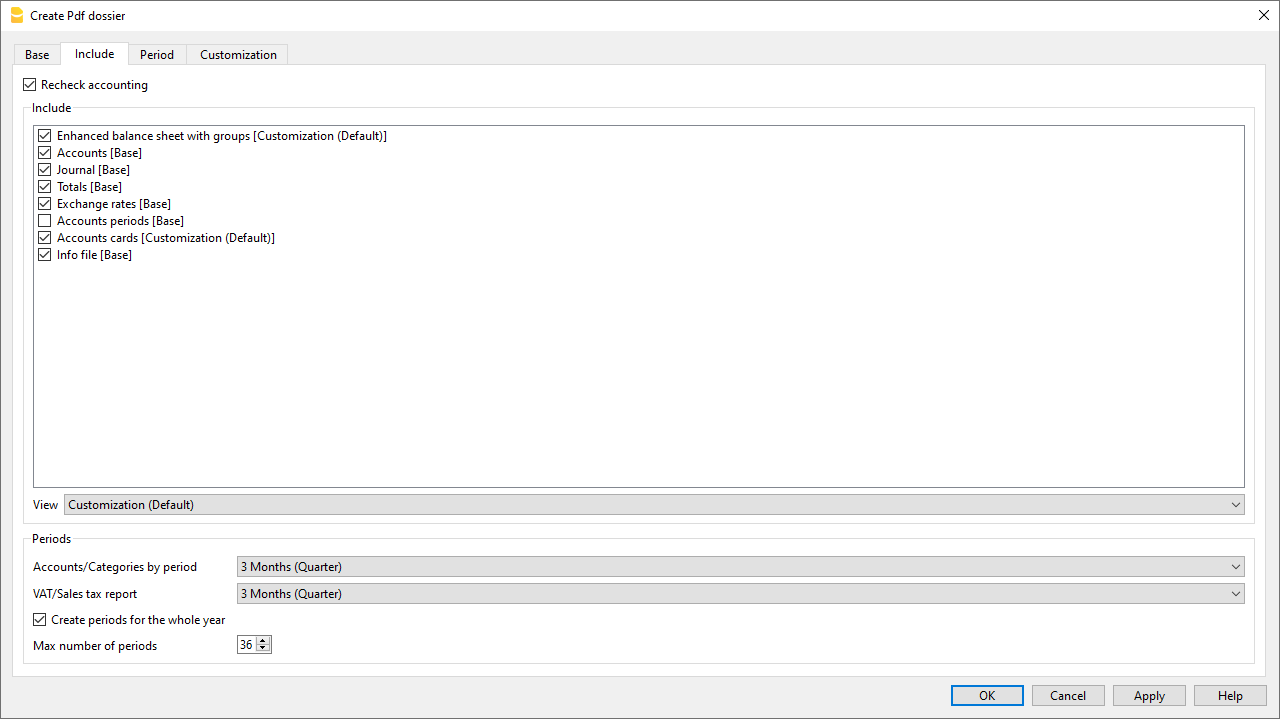 Create Pdf dossier
Base Include Period Customization
Recheck accounting
Include
Enhanced balance sheet with groups [Customization (Default)]
Accounts [Base]
Journal [Base]
Totals [Base]
Exchange rates [Base]
Accounts periods [Base]
Accounts cards [Customization (Default)]
Info file [Base]
View Customization (Default)
Periods
Accounts/Categories by period 3 Months (Quarter)
VAT/Sales tax report 3 Months (Quarter)
Create periods for the whole year
Max number of periods 36
OK Cancel Apply Help